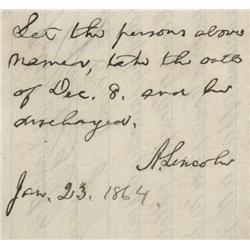 Let the persons above
named, take the oath
of Dec. 8. and be
discharged.
A. Lincoln
Jan. 23. 1864.